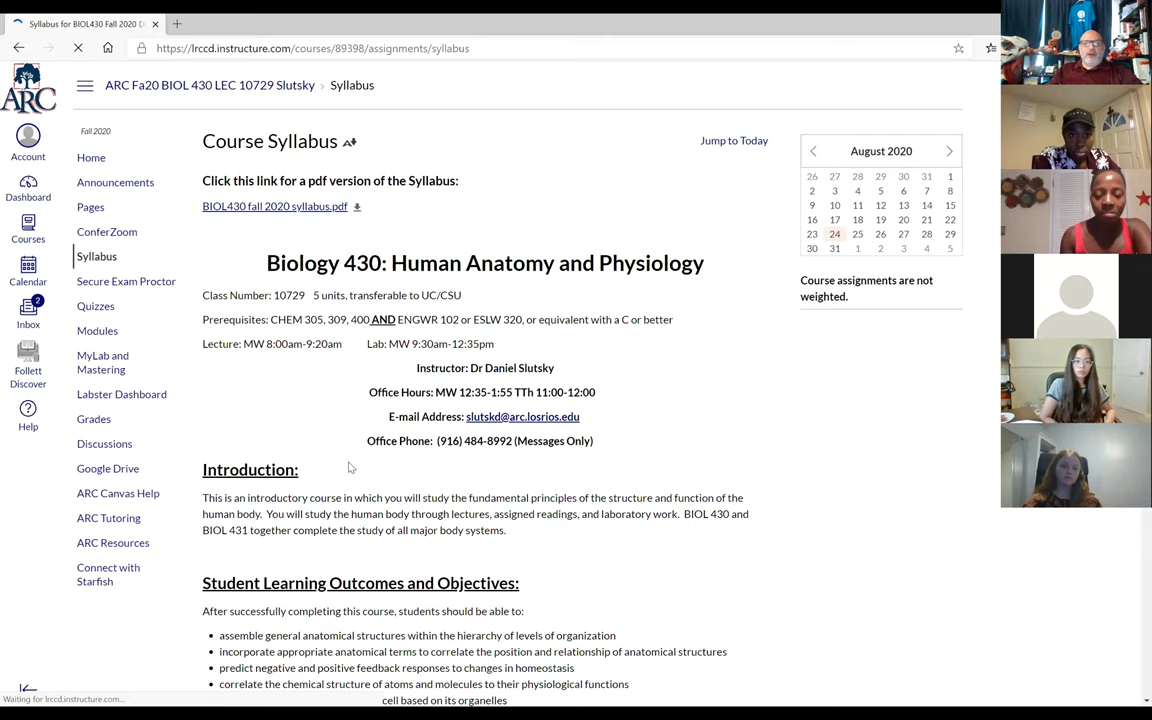 Syllabus for BIOL430 Fall 2020 D
https://lrccd.instructure.com/courses/89398/assignments/syllabus
ARC
ARC Fa20 BIOL 430 LEC 10729 Slutsky › Syllabus
Account
Dashboard
Courses
Calendar
2
Inbox
Follett
Discover
Help
Fall 2020
Home
Announcements
Pages
ConferZoom
Syllabus
Secure Exam Proctor
Quizzes
Modules
MyLab and
Mastering
Labster Dashboard
Grades
Discussions
Google Drive
ARC Canvas Help
ARC Tutoring
ARC Resources
Connect with
Starfish
Course Syllabus
Jump to Today
Click this link for a pdf version of the Syllabus:
BIOL430 fall 2020 syllabus.pdf
Biology 430: Human Anatomy and Physiology
Class Number: 10729 5 units, transferable to UC/CSU
Prerequisites: CHEM 305, 309, 400 AND ENGWR 102 or ESLW 320, or equivalent with a C or better
Lecture: MW 8:00am-9:20am Lab: MW 9:30am-12:35pm
Instructor: Dr Daniel Slutsky
Office Hours: MW 12:35-1:55 TTh 11:00-12:00
E-mail Address: slutskd@arc.losrios.edu
Office Phone: (916) 484-8992 (Messages Only)
Introduction:
This is an introductory course in which you will study the fundamental principles of the structure and function of the
human body. You will study the human body through lectures, assigned readings, and laboratory work. BIOL 430 and
BIOL 431 together complete the study of all major body systems.
Student Learning Outcomes and Objectives:
After successfully completing this course, students should be able to:
• assemble general anatomical structures within the hierarchy of levels of organization
• incorporate appropriate anatomical terms to correlate the position and relationship of anatomical structures
• predict negative and positive feedback responses to changes in homeostasis
• correlate the chemical structure of atoms and molecules to their physiological functions
cell based on its organelles
August 2020
26 27 28 29 30 31 1
2 3 4 5 6 7 8
9 10 11 12 13 14 15
16 17 18 19 20 21 22
23 24 25 26 27 28 29
30 31 1 2 3 4 5
Course assignments are not
weighted.
Waiting for lrccd.instructure.com...